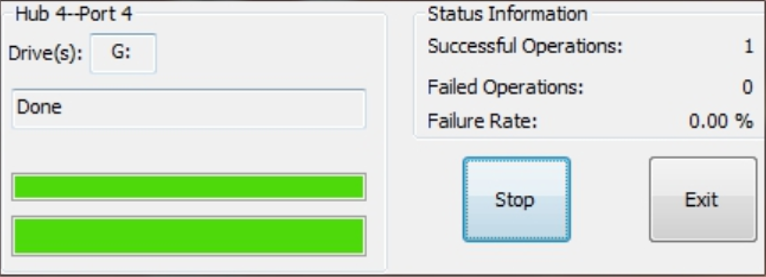 Hub 4--Port 4
Drive(s): G:
Done
Status Information
Successful Operations: 1
Failed Operations: 0
Failure Rate: 0.00 %
Stop
Exit